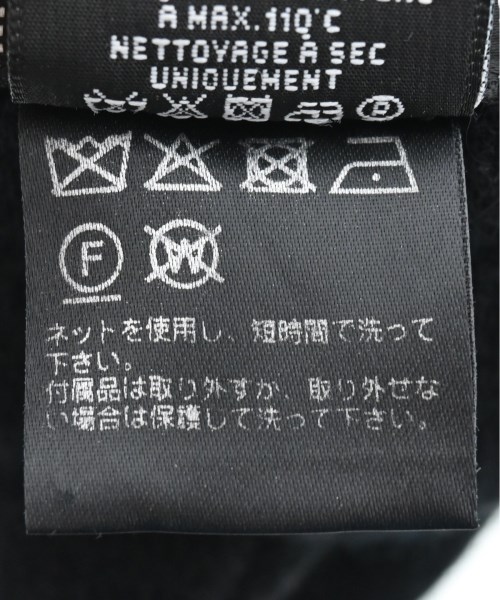 A MAX.110°C
NETTOYAGE A SEC
UNIQUEMENT
P
F
W
ネットを使用し、短時間で洗って
下さい。
付属品は取り外すか、取り外せな
い場合は保護して洗って下さい。